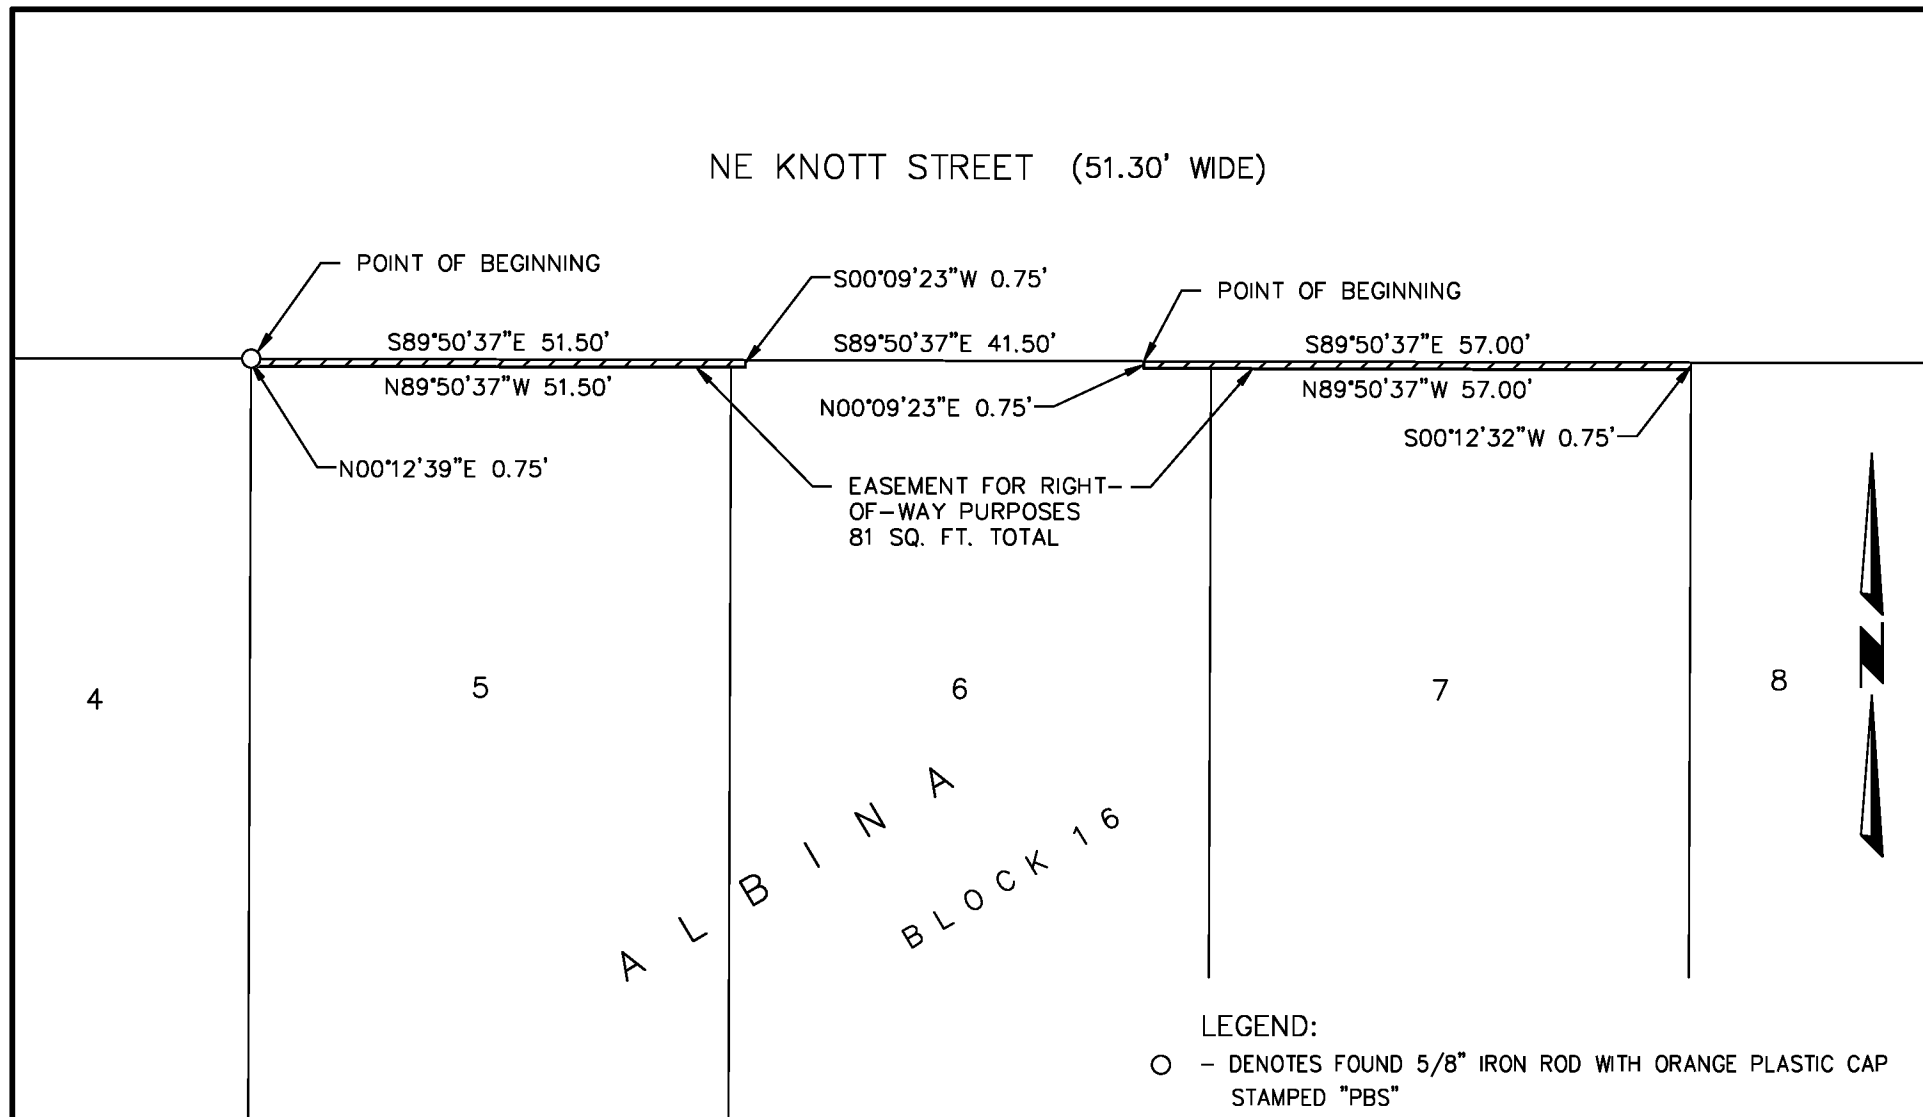 NE KNOTT STREET (51.30' WIDE)
POINT OF BEGINNING
S00°09'23"W 0.75'
POINT OF BEGINNING
S89°50'37"E 51.50'
S89°50'37"E 41.50'
S89°50'37"E 57.00'
N89°50'37"W 51.50'
N00°09'23"E 0.75'
N89°50'37"W 57.00'
S00°12'32"W 0.75'
N00°12'39"E 0.75'
EASEMENT FOR RIGHT-
OF-WAY PURPOSES
81 SQ. FT. TOTAL
4
5
6
7
8
N
ALBINA
BLOCK 16
LEGEND:
- DENOTES FOUND 5/8" IRON ROD WITH ORANGE PLASTIC CAP
STAMPED "PBS"